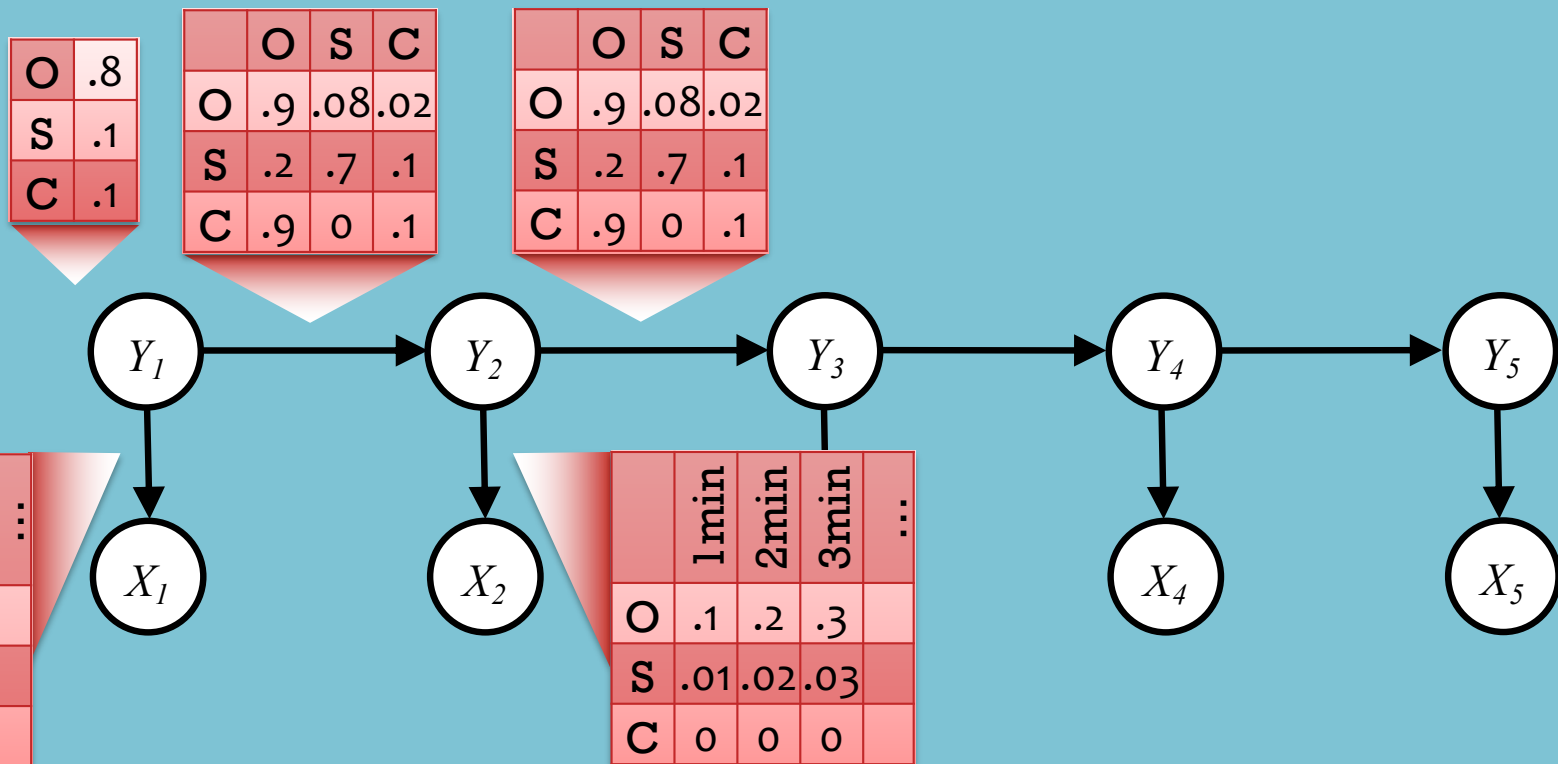 O .8
S .1
C .1
O S C
O .9 .08 .02
S .2 .7 .1
C .9 0 .1
O S C
O .9 .08 .02
S .2 .7 .1
C .9 0 .1
Y1 Y2 Y3 Y4 Y5
…
X1 X2 X4 X5
1min 2min 3min …
O .1 .2 .3
S .01 .02 .03
C 0 0 0